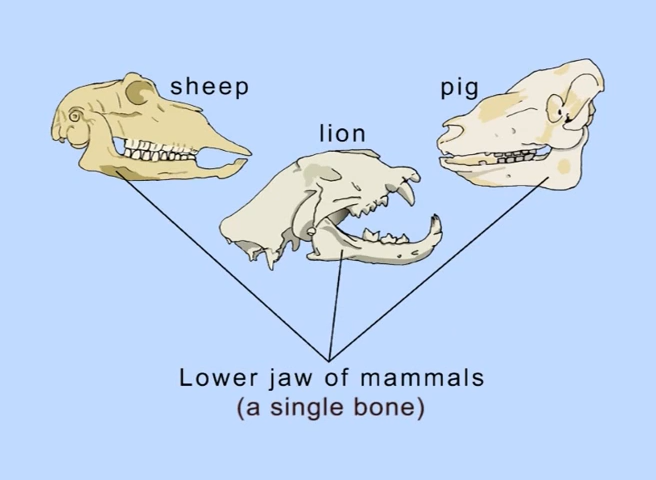 sheep
pig
lion
Lower jaw of mammals
(a single bone)